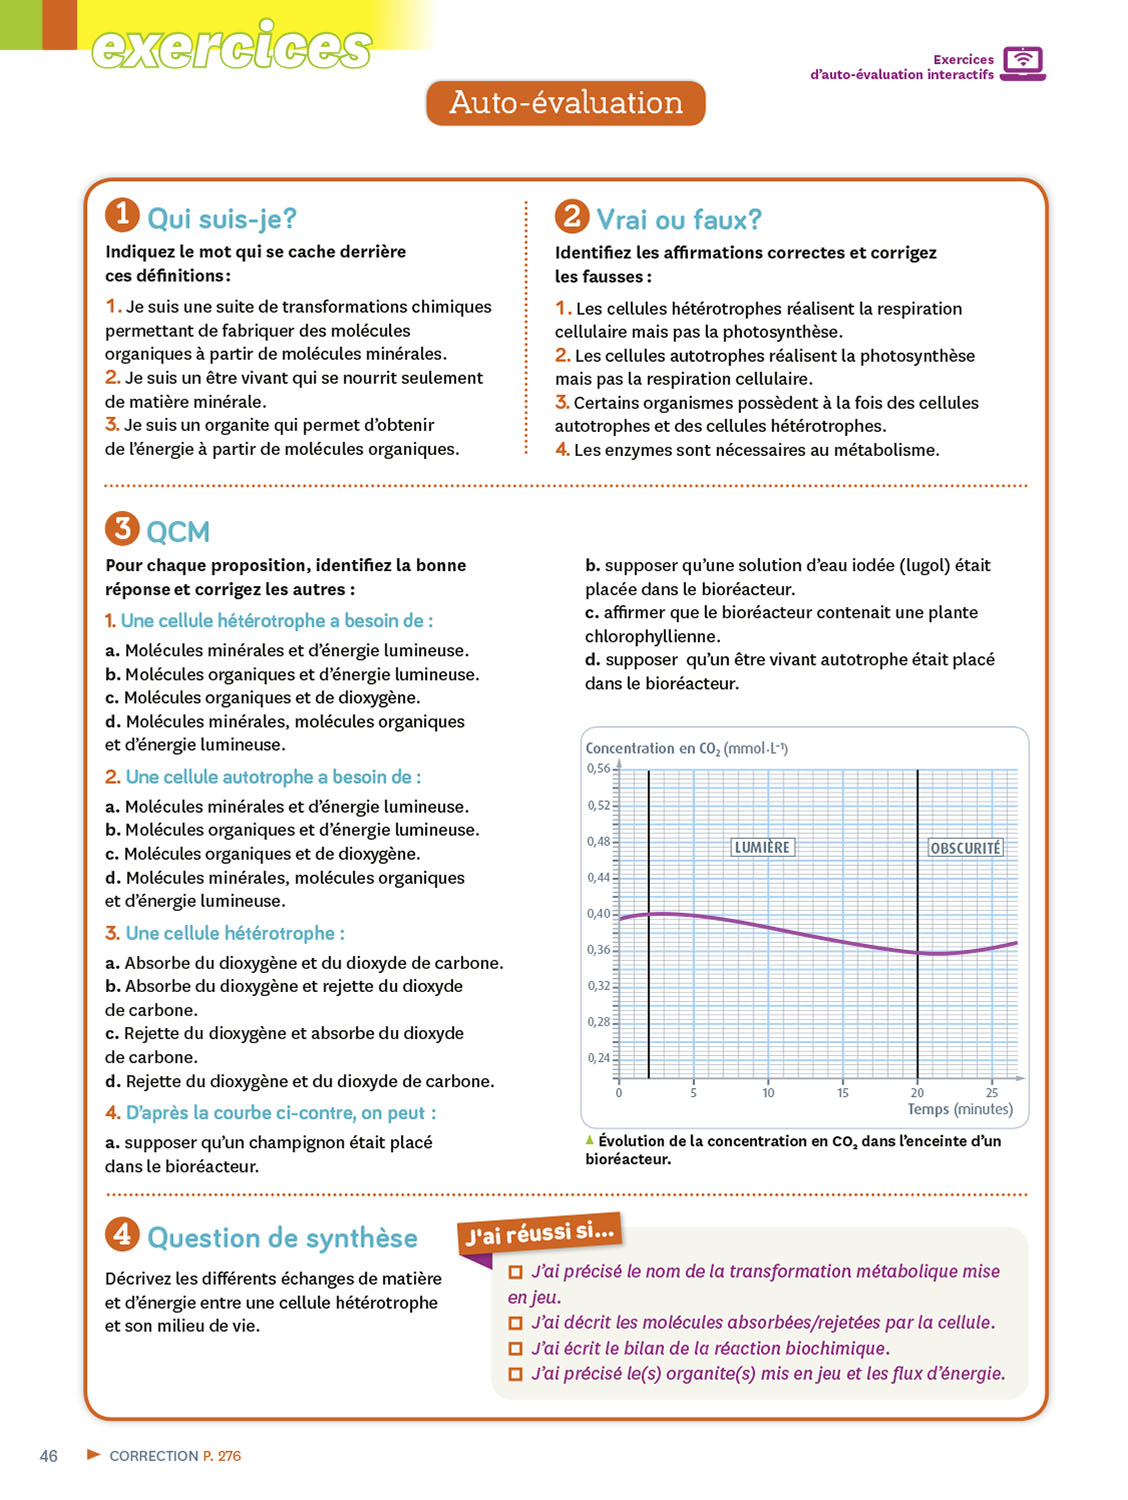 exercices
Exercices
d'auto-évaluation interactifs
Auto-évaluation
1 Qui suis-je?
Indiquez le mot qui se cache derrière
ces définitions :
1. Je suis une suite de transformations chimiques
permettant de fabriquer des molécules
organiques à partir de molécules minérales.
2. Je suis un être vivant qui se nourrit seulement
de matière minérale.
3. Je suis un organite qui permet d'obtenir
de l'énergie à partir de molécules organiques.
2 Vrai ou faux?
Identifiez les affirmations correctes et corrigez
les fausses :
1. Les cellules hétérotrophes réalisent la respiration
cellulaire mais pas la photosynthèse.
2. Les cellules autotrophes réalisent la photosynthèse
mais pas la respiration cellulaire.
3. Certains organismes possèdent à la fois des cellules
autotrophes et des cellules hétérotrophes.
4. Les enzymes sont nécessaires au métabolisme.
3 QCM
Pour chaque proposition, identifiez la bonne
réponse et corrigez les autres :
1. Une cellule hétérotrophe a besoin de :
a. Molécules minérales et d'énergie lumineuse.
b. Molécules organiques et d'énergie lumineuse.
c. Molécules organiques et de dioxygène.
d. Molécules minérales, molécules organiques
et d'énergie lumineuse.
2. Une cellule autotrophe a besoin de :
a. Molécules minérales et d'énergie lumineuse.
b. Molécules organiques et d'énergie lumineuse.
c. Molécules organiques et de dioxygène.
d. Molécules minérales, molécules organiques
et d'énergie lumineuse.
3. Une cellule hétérotrophe :
a. Absorbe du dioxygène et du dioxyde de carbone.
b. Absorbe du dioxygène et rejette du dioxyde
de carbone.
c. Rejette du dioxygène et absorbe du dioxyde
de carbone.
d. Rejette du dioxygène et du dioxyde de carbone.
4. D'après la courbe ci-contre, on peut :
a. supposer qu'un champignon était placé
dans le bioréacteur.
b. supposer qu'une solution d'eau iodée (lugol) était
placée dans le bioréacteur.
c. affirmer que le bioréacteur contenait une plante
chlorophyllienne.
d. supposer qu'un être vivant autotrophe était placé
dans le bioréacteur.
Concentration en CO₂ (mmol·L⁻¹)
0,56
0,52
0,48
0,44
0,40
0,36
0,32
0,28
0,24
LUMIÈRE
OBSCURITÉ
0 5 10 15 20 25
Temps (minutes)
Évolution de la concentration en CO₂ dans l'enceinte d'un
bioréacteur.
4 Question de synthèse
Décrivez les différents échanges de matière
et d'énergie entre une cellule hétérotrophe
et son milieu de vie.
J'ai réussi si...
J'ai précisé le nom de la transformation métabolique mise
en jeu.
J'ai décrit les molécules absorbées/rejetées par la cellule.
J'ai écrit le bilan de la réaction biochimique.
J'ai précisé le(s) organite(s) mis en jeu et les flux d'énergie.
46 CORRECTION P. 276